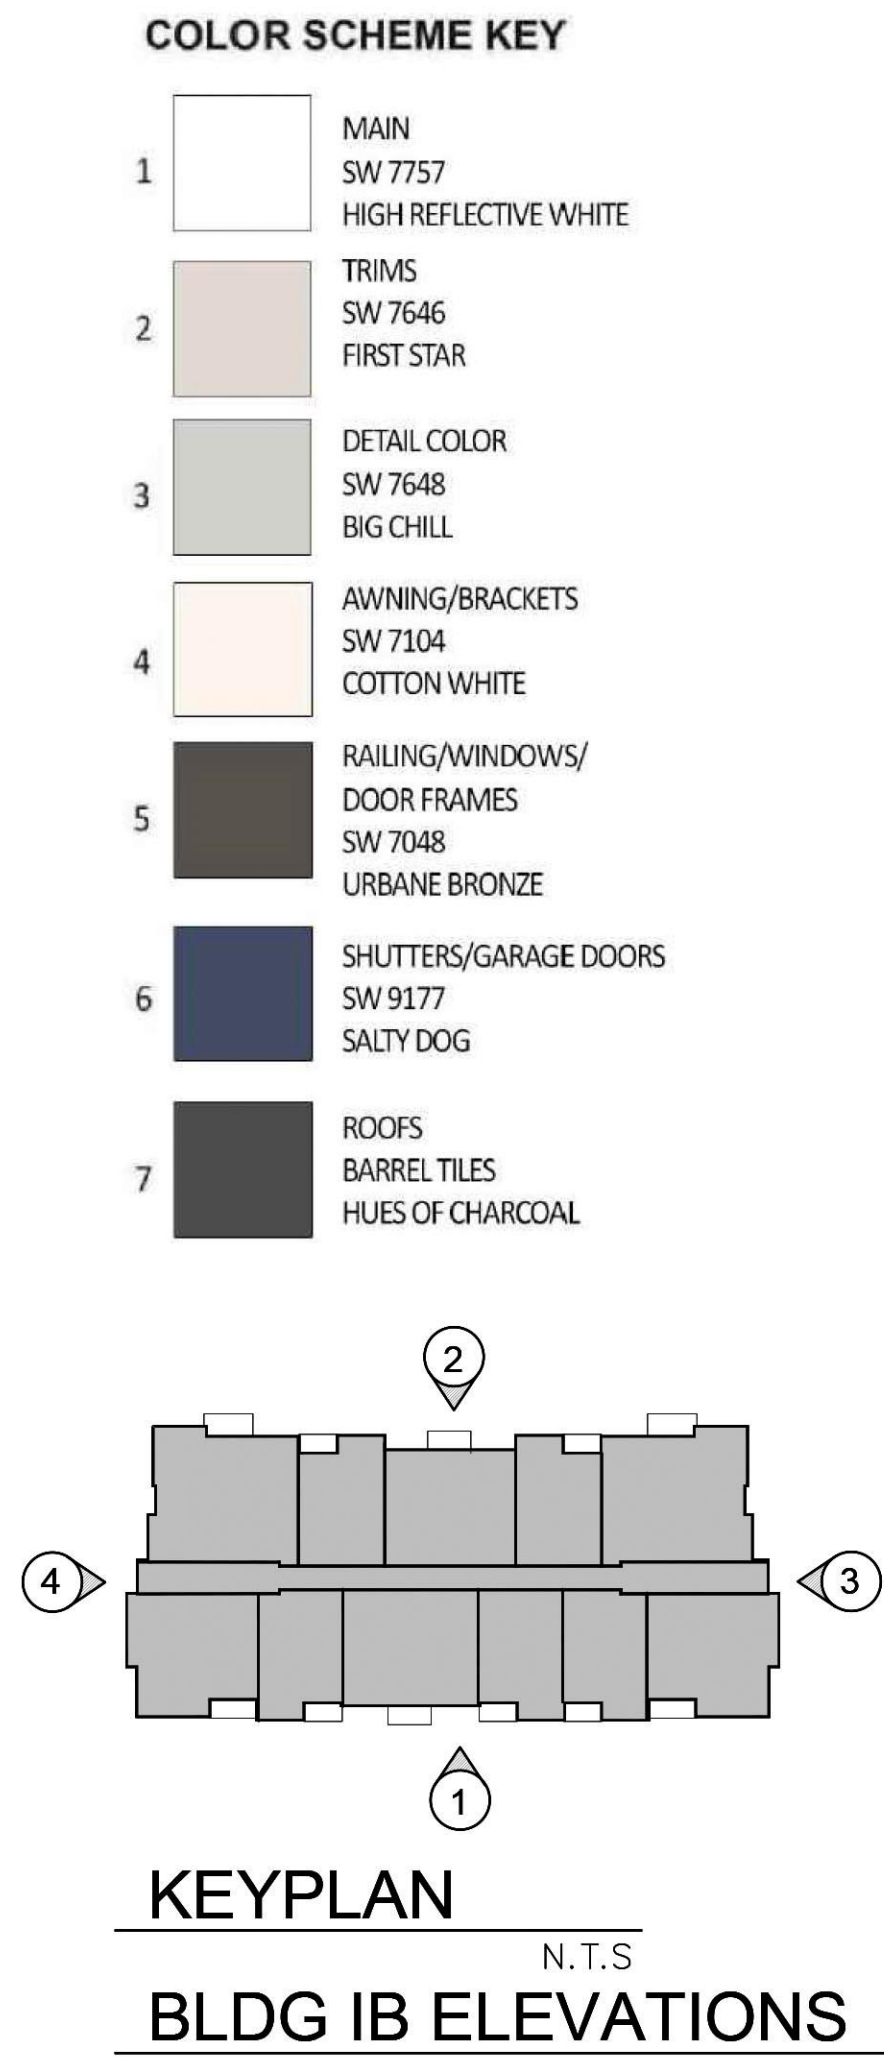 COLOR SCHEME KEY
1
MAIN
SW 7757
HIGH REFLECTIVE WHITE
2
TRIMS
SW 7646
FIRST STAR
3
DETAIL COLOR
SW 7648
BIG CHILL
4
AWNING/BRACKETS
SW 7104
COTTON WHITE
5
RAILING/WINDOWS/
DOOR FRAMES
SW 7048
URBANE BRONZE
6
SHUTTERS/GARAGE DOORS
SW 9177
SALTY DOG
7
ROOFS
BARREL TILES
HUES OF CHARCOAL
2
4
3
1
KEYPLAN
N.T.S
BLDG IB ELEVATIONS